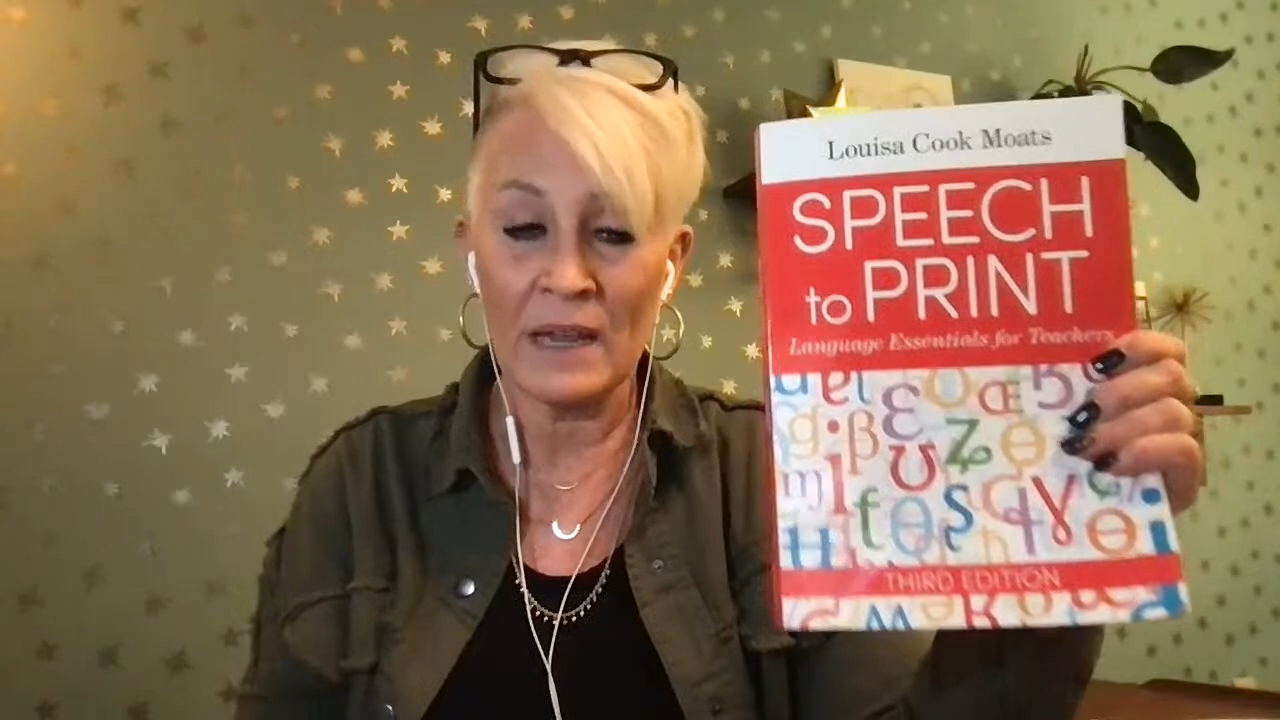 Louisa Cook Moats
SPEECH
to PRINT
Language Essentials for Teachers
THIRD EDITION